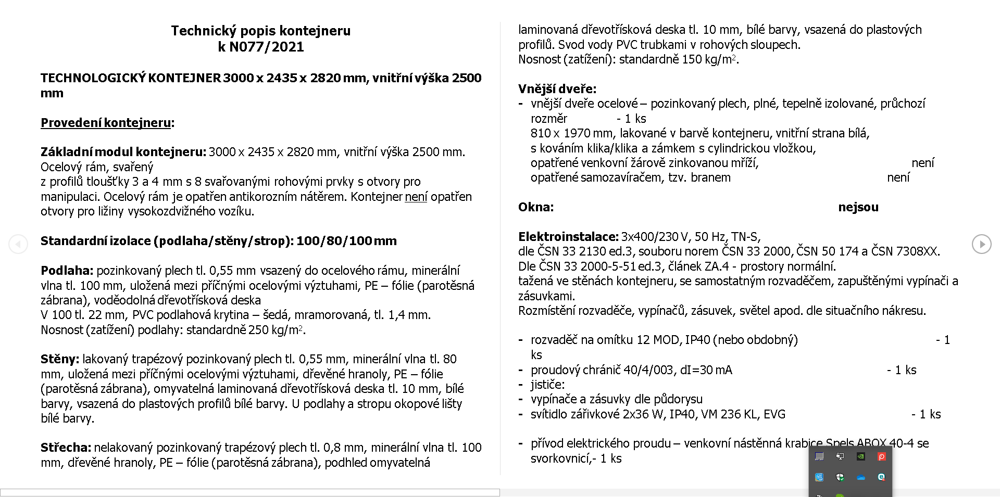 Technický popis kontejneru
k N077/2021
TECHNOLOGICKÝ KONTEJNER 3000 x 2435 x 2820 mm, vnitřní výška 2500
mm
Provedení kontejneru:
Základní modul kontejneru: 3000 x 2435 x 2820 mm, vnitřní výška 2500 mm.
Ocelový rám, svařený
z profilů tloušťky 3 a 4 mm s 8 svařovanými rohovými prvky s otvory pro
manipulaci. Ocelový rám je opatřen antikorozním nátěrem. Kontejner není opatřen
otvory pro ližiny vysokozdvižného vozíku.
Standardní izolace (podlaha/stěny/strop): 100/80/100 mm
Podlaha: pozinkovaný plech tl. 0,55 mm vsazený do ocelového rámu, minerální
vlna tl. 100 mm, uložená mezi příčnými ocelovými výztuhami, PE – fólie (parotěsná
zábrana), voděodolná dřevotřísková deska
V 100 tl. 22 mm, PVC podlahová krytina – šedá, mramorovaná, tl. 1,4 mm.
Nosnost (zatížení) podlahy: standardně 250 kg/m².
Stěny: lakovaný trapézový pozinkovaný plech tl. 0,55 mm, minerální vlna tl. 80
mm, uložená mezi příčnými ocelovými výztuhami, dřevěné hranoly, PE – fólie
(parotěsná zábrana), omyvatelná laminovaná dřevotřísková deska tl. 10 mm, bílé
barvy, vsazená do plastových profilů bílé barvy. U podlahy a stropu okopové lišty
bílé barvy.
Střecha: nelakovaný pozinkovaný trapézový plech tl. 0,8 mm, minerální vlna tl. 100
mm, dřevěné hranoly, PE – fólie (parotěsná zábrana), podhled omyvatelná
laminovaná dřevotřísková deska tl. 10 mm, bílé barvy, vsazená do plastových
profilů. Svod vody PVC trubkami v rohových sloupech.
Nosnost (zatížení): standardně 150 kg/m².
Vnější dveře:
- vnější dveře ocelové – pozinkovaný plech, plné, tepelně izolované, průchozí
rozměr - 1 ks
810 x 1970 mm, lakované v barvě kontejneru, vnitřní strana bílá,
s kováním klika/klika a zámkem s cylindrickou vložkou,
opatřené venkovní žárově zinkovanou mříží, není
opatřené samozavíračem, tzv. branem není
Okna: nejsou
Elektroinstalace: 3x400/230 V, 50 Hz, TN-S,
dle ČSN 33 2130 ed.3, souboru norem ČSN 33 2000, ČSN 50 174 a ČSN 7308XX.
Dle ČSN 33 2000-5-51 ed.3, článek ZA.4 - prostory normální.
tažená ve stěnách kontejneru, se samostatným rozvaděčem, zapuštěnými vypínači a
zásuvkami.
Rozmístění rozvaděče, vypínačů, zásuvek, světel apod. dle situačního nákresu.
- rozvaděč na omítku 12 MOD, IP40 (nebo obdobný) - 1
ks
- proudový chránič 40/4/003, dI=30 mA - 1 ks
- jističe:
- vypínače a zásuvky dle půdorysu
- svítidlo zářivkové 2x36 W, IP40, VM 236 KL, EVG - 1 ks
- přívod elektrického proudu – venkovní nástěnná krabice Spels ABOX 40-4 se
svorkovnicí,- 1 ks